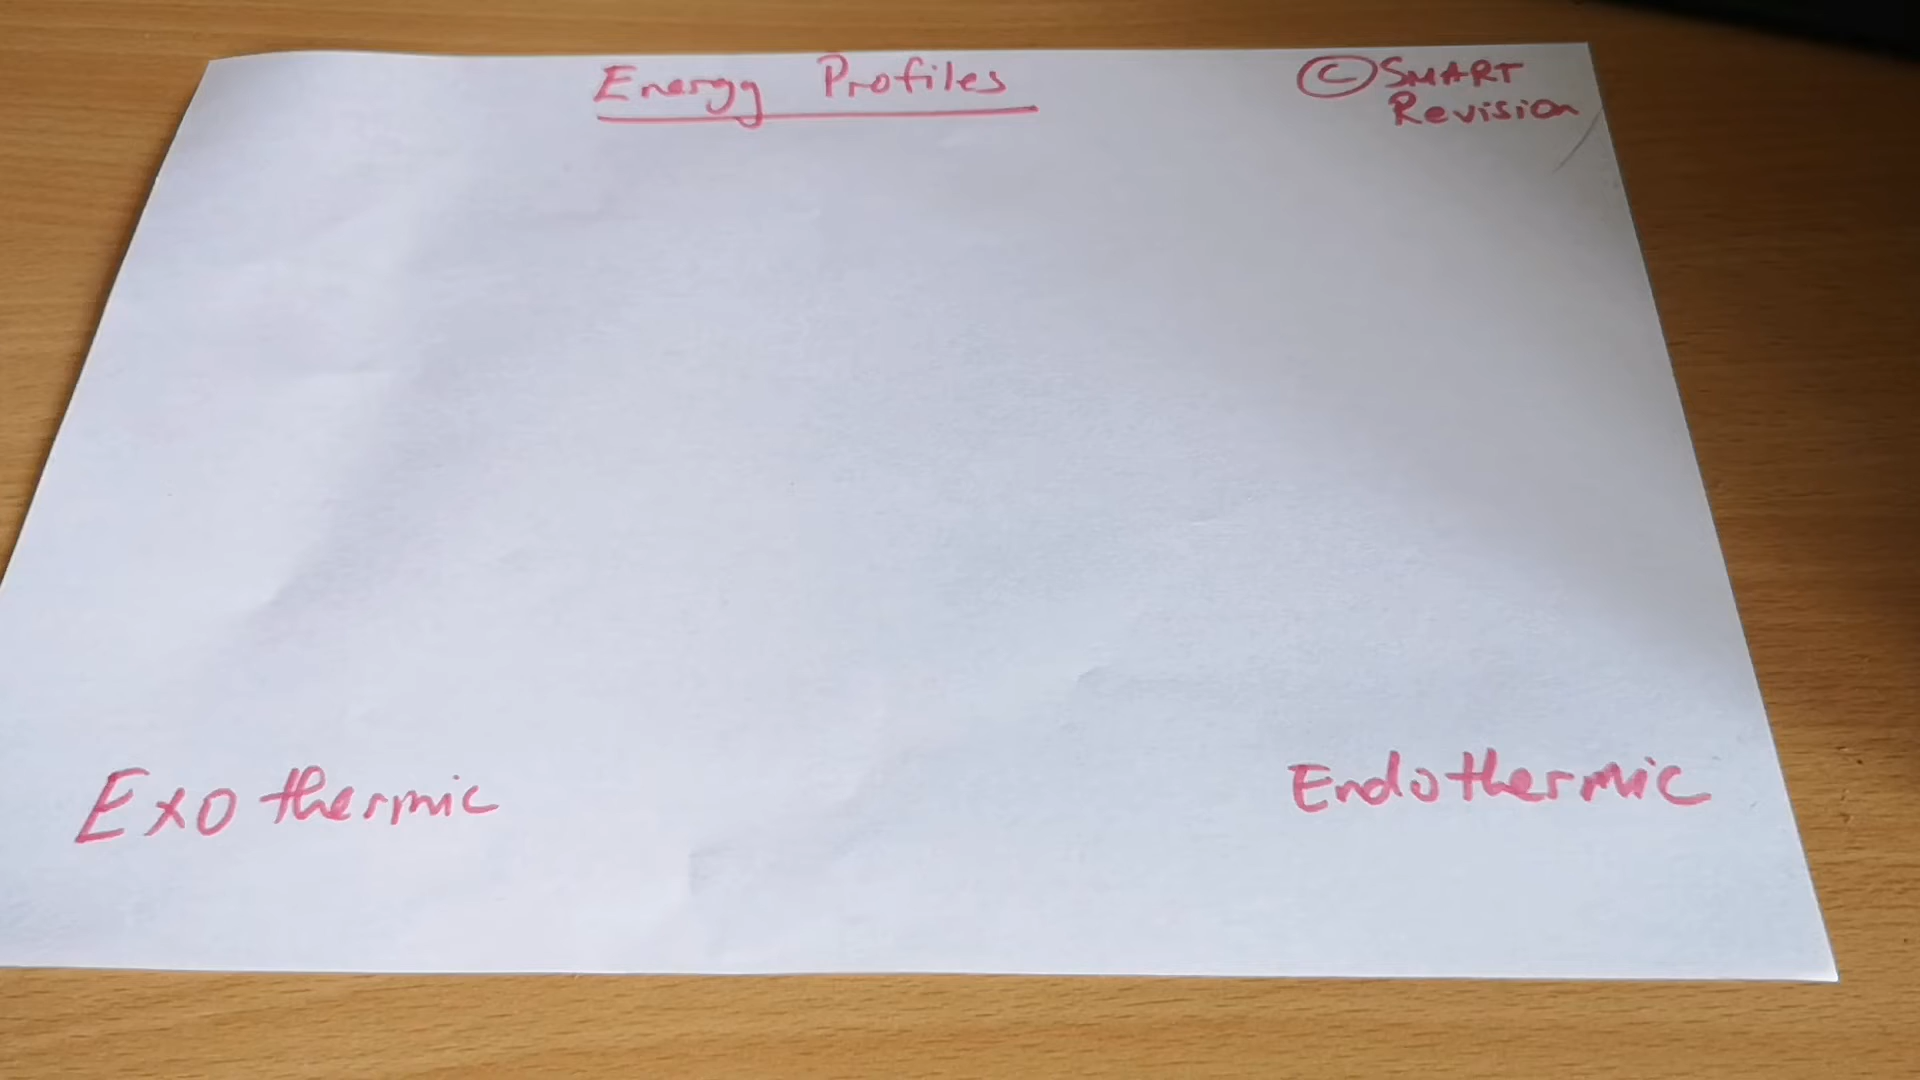 Energy Profiles
© SMART
Revision
Exothermic
Endothermic